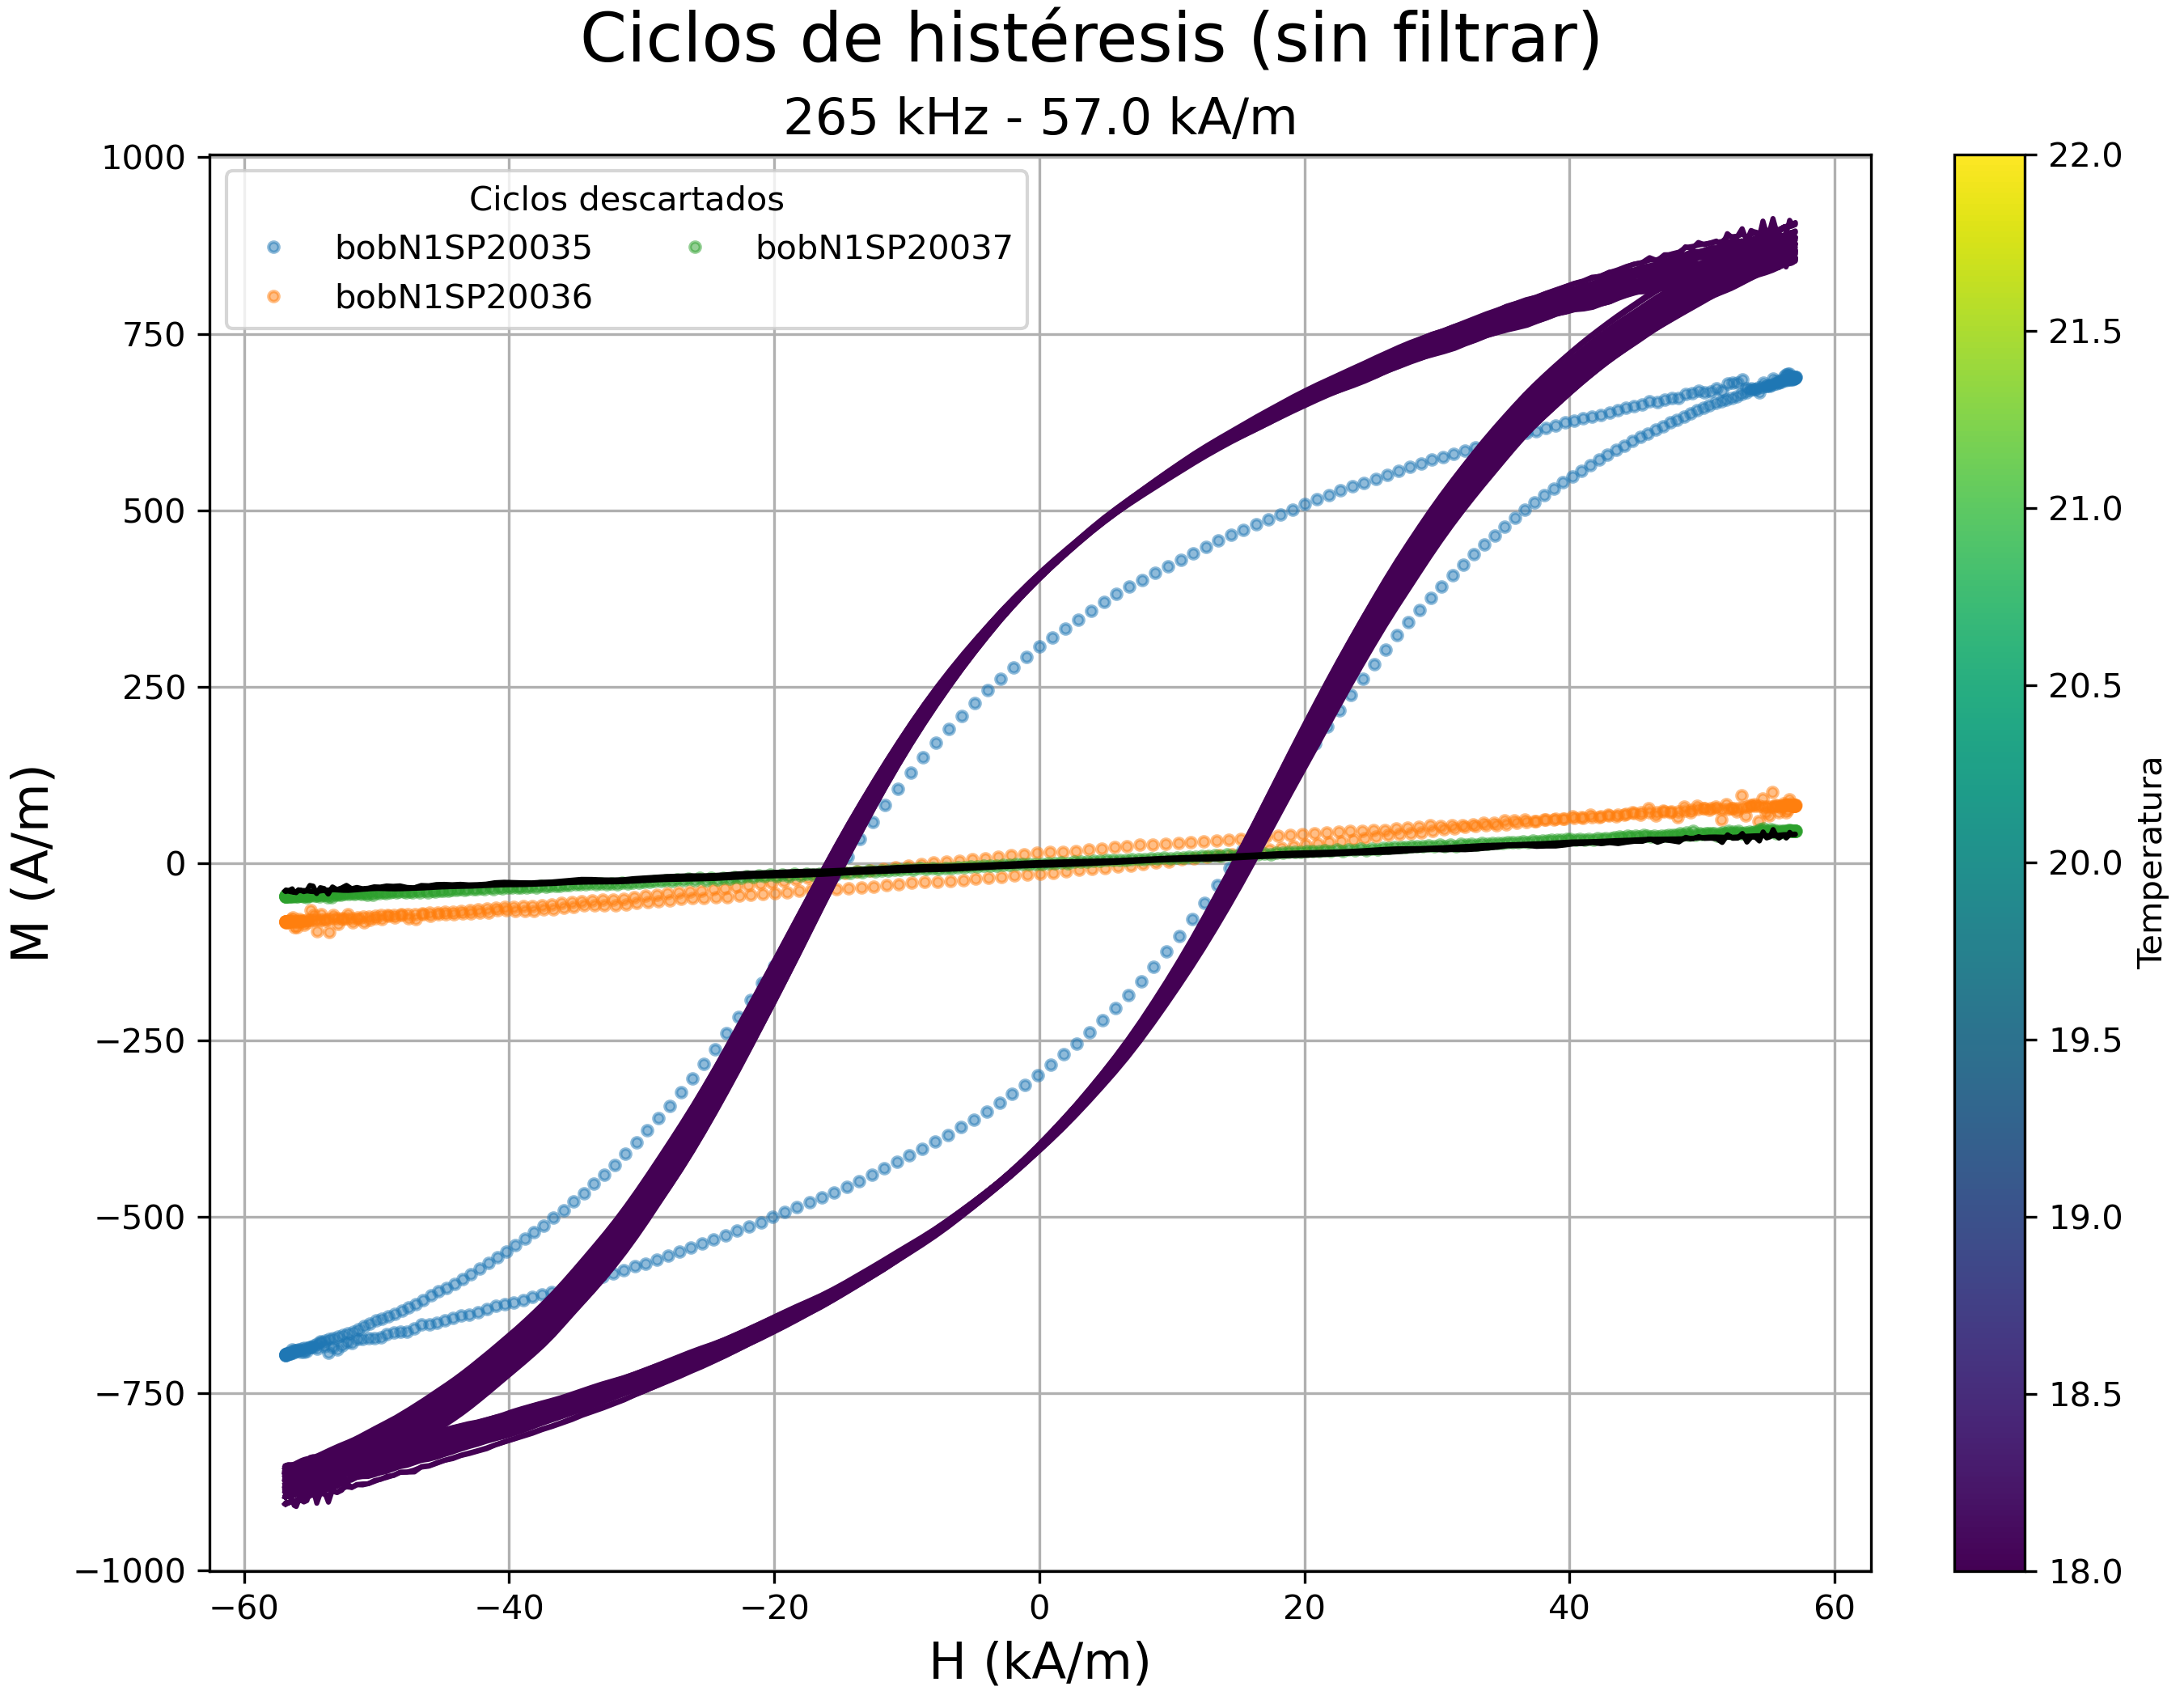 Ciclos de histéresis (sin filtrar)
265 kHz - 57.0 kA/m
Ciclos descartados
bobN1SP20035
bobN1SP20036
bobN1SP20037
M (A/m)
1000
750
500
250
0
−250
−500
−750
−1000
−60
−40
−20
0
20
40
60
H (kA/m)
22.0
21.5
21.0
20.5
20.0
19.5
19.0
18.5
18.0
Temperatura